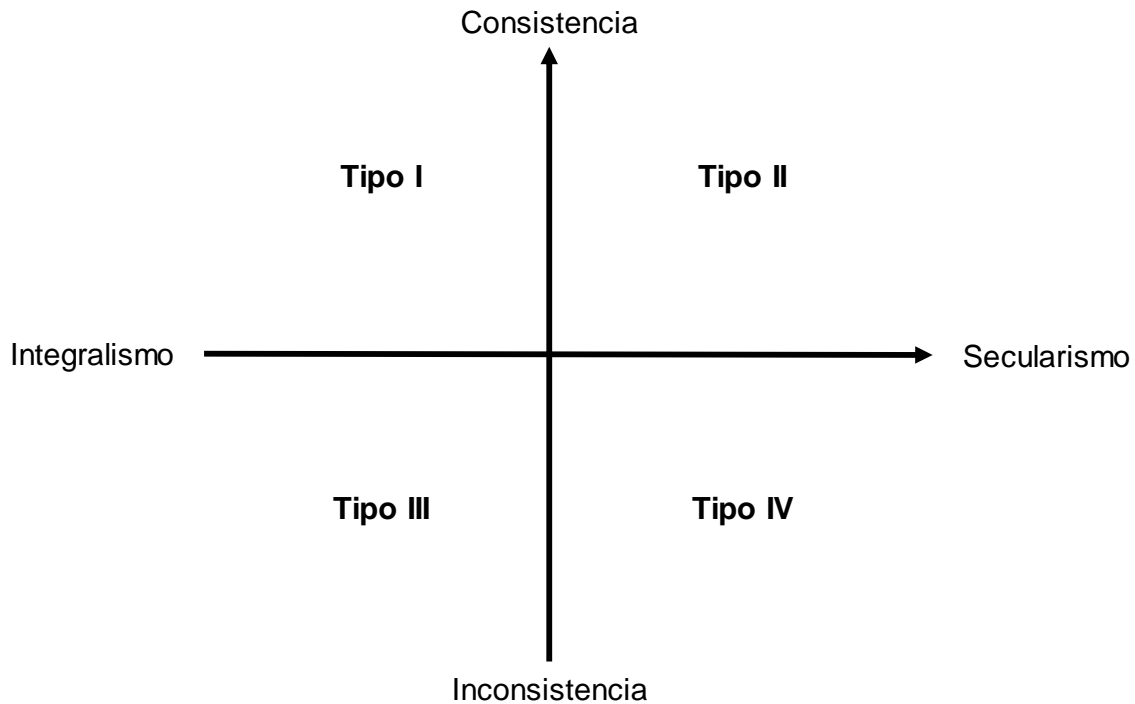 Consistencia
Tipo I
Tipo II
Integralismo
Secularismo
Tipo III
Tipo IV
Inconsistencia